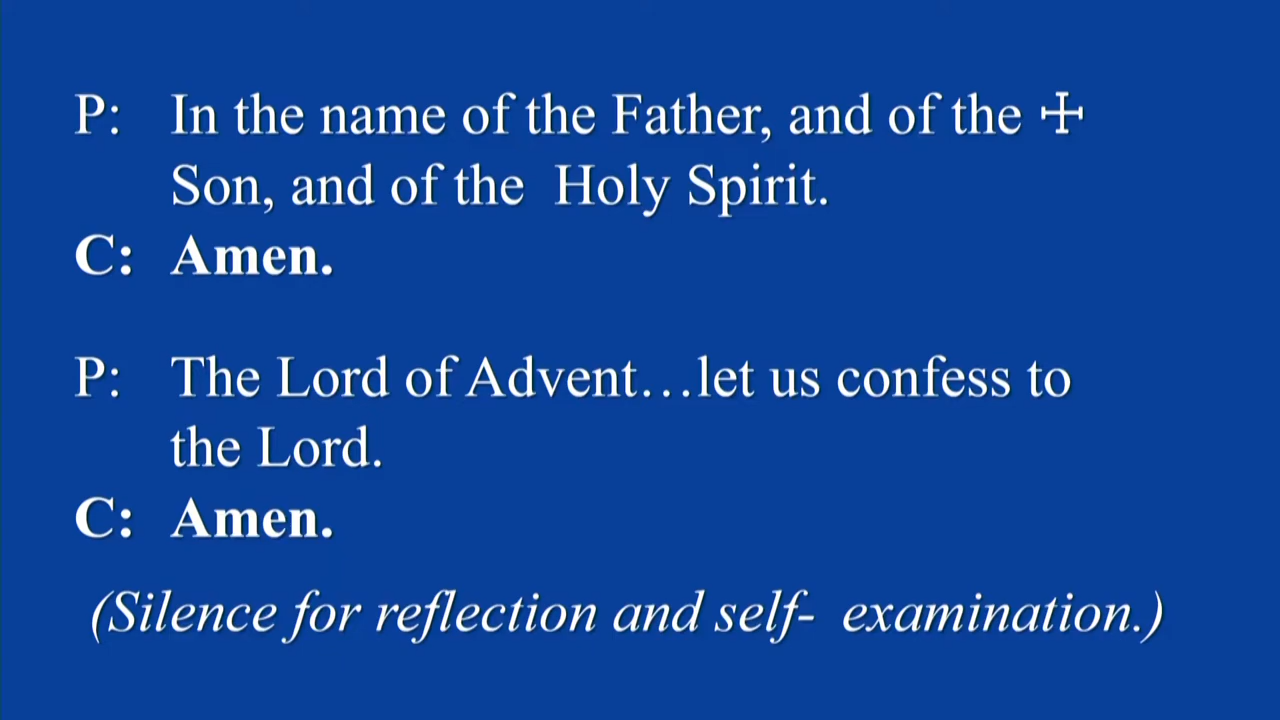 P: In the name of the Father, and of the ☩
Son, and of the Holy Spirit.
C: Amen.
P: The Lord of Advent…let us confess to
the Lord.
C: Amen.
(Silence for reflection and self- examination.)